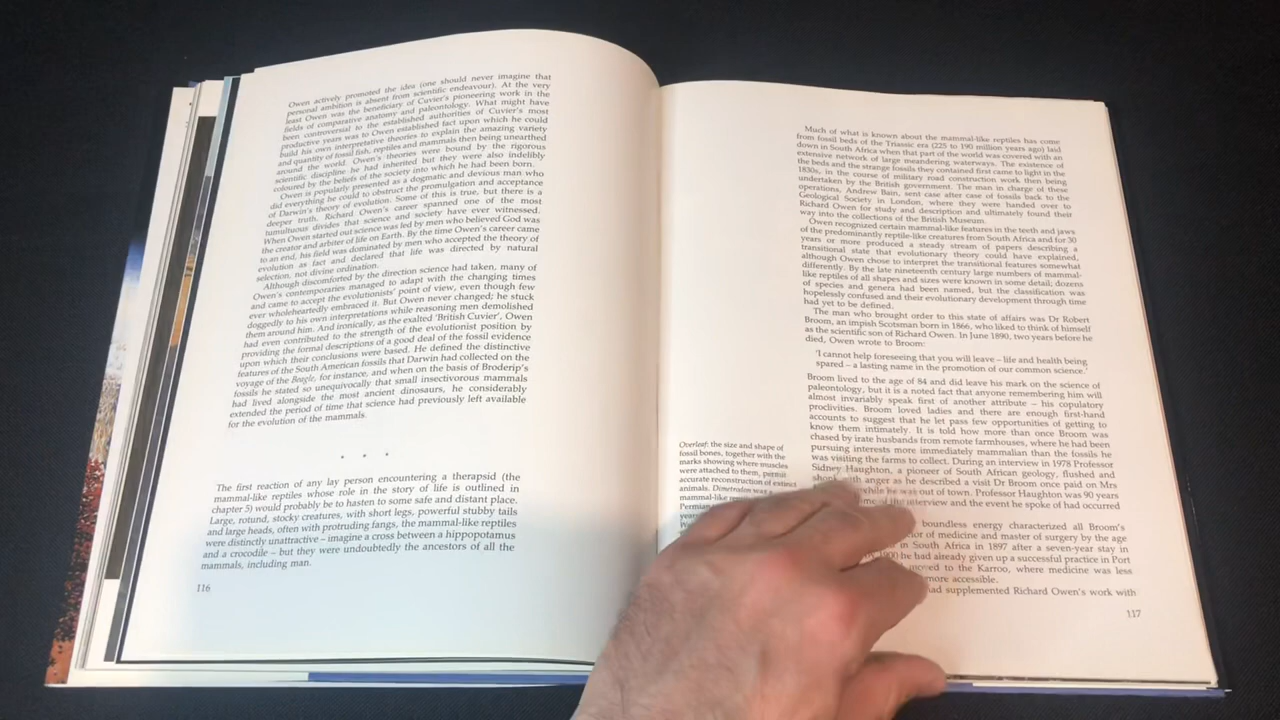 Owen actively promoted the idea (one should never imagine that
personal ambition is absent from scientific endeavour). At the very
least Owen was the beneficiary of Cuvier's pioneering work in the
fields of comparative anatomy and paleontology. What might have
been controversial to the established authorities of Cuvier's most
productive years was to Owen established fact upon which he could
build his own interpretative theories to explain the amazing variety
and quantity of fossil fish, reptiles and mammals then being unearthed
around the world. Owen's theories were bound by the rigorous
scientific discipline he had inherited but they were also indelibly
coloured by the beliefs of the society into which he had been born.
Owen is popularly presented as a dogmatic and devious man who
did everything he could to obstruct the promulgation and acceptance
of Darwin's theory of evolution. Some of this is true, but there is a
deeper truth. Richard Owen's career spanned one of the most
tumultuous divides that science and society have ever witnessed.
When Owen started out science was led by men who believed God was
the creator and arbiter of life on Earth. By the time Owen's career came
to an end, his field was dominated by men who accepted the theory of
evolution as fact and declared that life was directed by natural
selection, not divine ordination.
Although discomforted by the direction science had taken, many of
Owen's contemporaries managed to adapt with the changing times
and came to accept the evolutionists' point of view, even though few
ever wholeheartedly embraced it. But Owen never changed; he stuck
doggedly to his own interpretations while reasoning men demolished
them around him. And ironically, as the exalted 'British Cuvier', Owen
had even contributed to the strength of the evolutionist position by
providing the formal descriptions of a good deal of the fossil evidence
upon which their conclusions were based. He defined the distinctive
features of the South American fossils that Darwin had collected on the
voyage of the Beagle, for instance, and when on the basis of Broderip's
fossils he stated so unequivocally that small insectivorous mammals
had lived alongside the most ancient dinosaurs, he considerably
extended the period of time that science had previously left available
for the evolution of the mammals.
• • •
The first reaction of any lay person encountering a therapsid (the
mammal-like reptiles whose role in the story of life is outlined in
chapter 5) would probably be to hasten to some safe and distant place.
Large, rotund, stocky creatures, with short legs, powerful stubby tails
and large heads, often with protruding fangs, the mammal-like reptiles
were distinctly unattractive – imagine a cross between a hippopotamus
and a crocodile – but they were undoubtedly the ancestors of all the
mammals, including man.
116
Much of what is known about the mammal-like reptiles has come
from fossil beds of the Triassic era (225 to 190 million years ago) laid
down in South Africa when that part of the world was covered with an
extensive network of large meandering waterways. The existence of
the beds and the strange fossils they contained first came to light in the
1830s, in the course of military road construction work then being
undertaken by the British government. The man in charge of these
operations, Andrew Bain, sent case after case of fossils back to the
Geological Society in London, where they were handed over to
Richard Owen for study and description and ultimately found their
way into the collections of the British Museum.
Owen recognized certain mammal-like features in the teeth and jaws
of the predominantly reptile-like creatures from South Africa and for 30
years or more produced a steady stream of papers describing a
transitional state that evolutionary theory could have explained,
although Owen chose to interpret the transitional features somewhat
differently. By the late nineteenth century large numbers of mammal-
like reptiles of all shapes and sizes were known in some detail; dozens
of species and genera had been named, but the classification was
hopelessly confused and their evolutionary development through time
had yet to be defined.
The man who brought order to this state of affairs was Dr Robert
Broom, an impish Scotsman born in 1866, who liked to think of himself
as the scientific son of Richard Owen. In June 1890, two years before he
died, Owen wrote to Broom:
'I cannot help foreseeing that you will leave – life and health being
spared – a lasting name in the promotion of our common science.'
Broom lived to the age of 84 and did leave his mark on the science of
paleontology, but it is a noted fact that anyone remembering him will
almost invariably speak first of another attribute – his copulatory
proclivities. Broom loved ladies and there are enough first-hand
accounts to suggest that he let pass few opportunities of getting to
know them intimately. It is told how more than once Broom was
chased by irate husbands from remote farmhouses, where he had been
pursuing interests more immediately mammalian than the fossils he
was visiting the farms to collect. During an interview in 1978 Professor
Sidney Haughton, a pioneer of South African geology, flushed and
shook with anger as he described a visit Dr Broom once paid on Mrs
while he was out of town. Professor Haughton was 90 years
time of the interview and the event he spoke of had occurred
boundless energy characterized all Broom's
of medicine and master of surgery by the age
in South Africa in 1897 after a seven-year stay in
1900 he had already given up a successful practice in Port
moved to the Karroo, where medicine was less
more accessible.
had supplemented Richard Owen's work with
Overleaf: the size and shape of
fossil bones, together with the
marks showing where muscles
were attached to them, permit
accurate reconstruction of extinct
animals. Dimetrodon was a
mammal-like
Permian
117